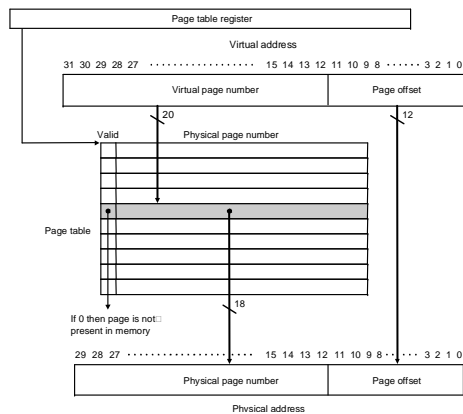 Page table register
Virtual address
31 30 29 28 27 ··················· 15 14 13 12 11 10 9 8 ······ 3 2 1 0
Virtual page number Page offset
20 12
Valid Physical page number
Page table
If 0 then page is not□
present in memory
18
29 28 27 ··················· 15 14 13 12 11 10 9 8 ······ 3 2 1 0
Physical page number Page offset
Physical address